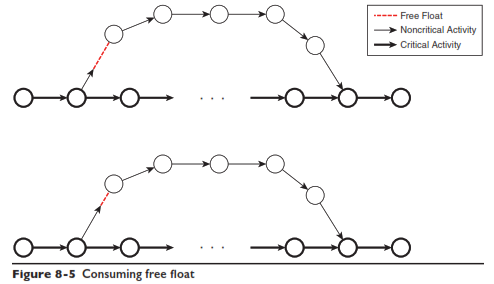 Free Float
Noncritical Activity
Critical Activity
. . .
. . .
Figure 8-5 Consuming free float